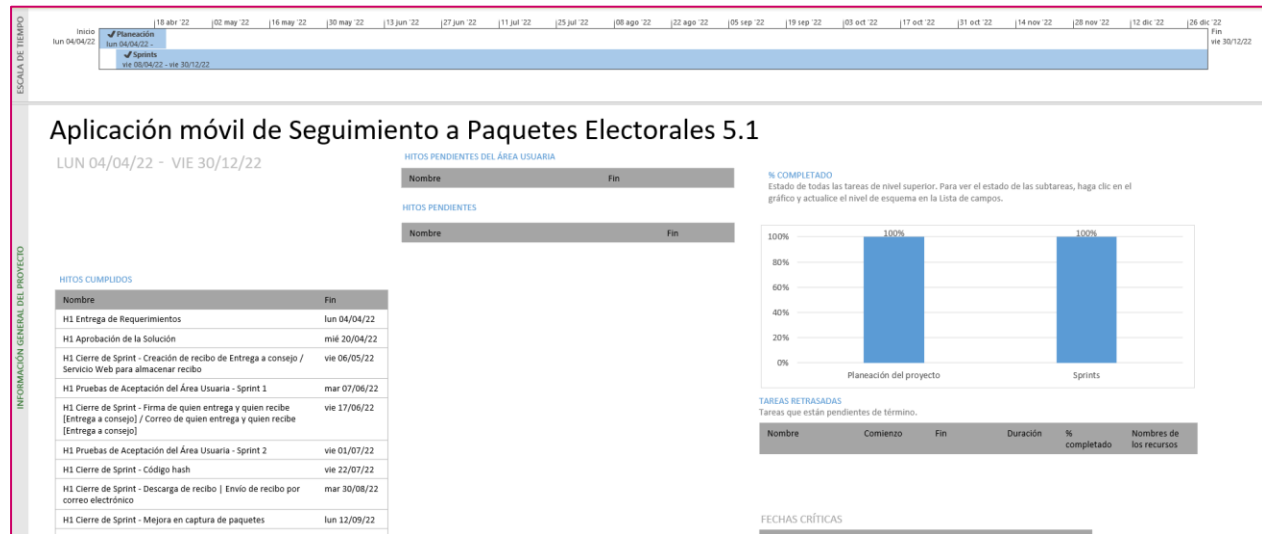 ESCALA DE TIEMPO
18 abr '22 02 may '22 16 may '22 30 may '22 13 jun '22 27 jun '22 11 jul '22 25 jul '22 08 ago '22 22 ago '22 05 sep '22 19 sep '22 03 oct '22 17 oct '22 31 oct '22 14 nov '22 28 nov '22 12 dic '22 26 dic '22
Inicio
lun 04/04/22
Planeación
lun 04/04/22 -
Sprints
vie 08/04/22 - vie 30/12/22
Fin
vie 30/12/22
INFORMACIÓN GENERAL DEL PROYECTO
Aplicación móvil de Seguimiento a Paquetes Electorales 5.1
LUN 04/04/22 - VIE 30/12/22
HITOS CUMPLIDOS
Nombre Fin
H1 Entrega de Requerimientos lun 04/04/22
H1 Aprobación de la Solución mié 20/04/22
H1 Cierre de Sprint - Creación de recibo de Entrega a consejo / vie 06/05/22
Servicio Web para almacenar recibo
H1 Pruebas de Aceptación del Área Usuaria - Sprint 1 mar 07/06/22
H1 Cierre de Sprint - Firma de quien entrega y quien recibe vie 17/06/22
[Entrega a consejo] / Correo de quien entrega y quien recibe
[Entrega a consejo]
H1 Pruebas de Aceptación del Área Usuaria - Sprint 2 vie 01/07/22
H1 Cierre de Sprint - Código hash vie 22/07/22
H1 Cierre de Sprint - Descarga de recibo | Envío de recibo por mar 30/08/22
correo electrónico
H1 Cierre de Sprint - Mejora en captura de paquetes lun 12/09/22
HITOS PENDIENTES DEL ÁREA USUARIA
Nombre Fin
HITOS PENDIENTES
Nombre Fin
% COMPLETADO
Estado de todas las tareas de nivel superior. Para ver el estado de las subtareas, haga clic en el
gráfico y actualice el nivel de esquema en la Lista de campos.
100% 100%
100%
80%
60%
40%
20%
0%
Planeación del proyecto Sprints
TAREAS RETRASADAS
Tareas que están pendientes de término.
Nombre Comienzo Fin Duración % Nombres de
completado los recursos
FECHAS CRÍTICAS